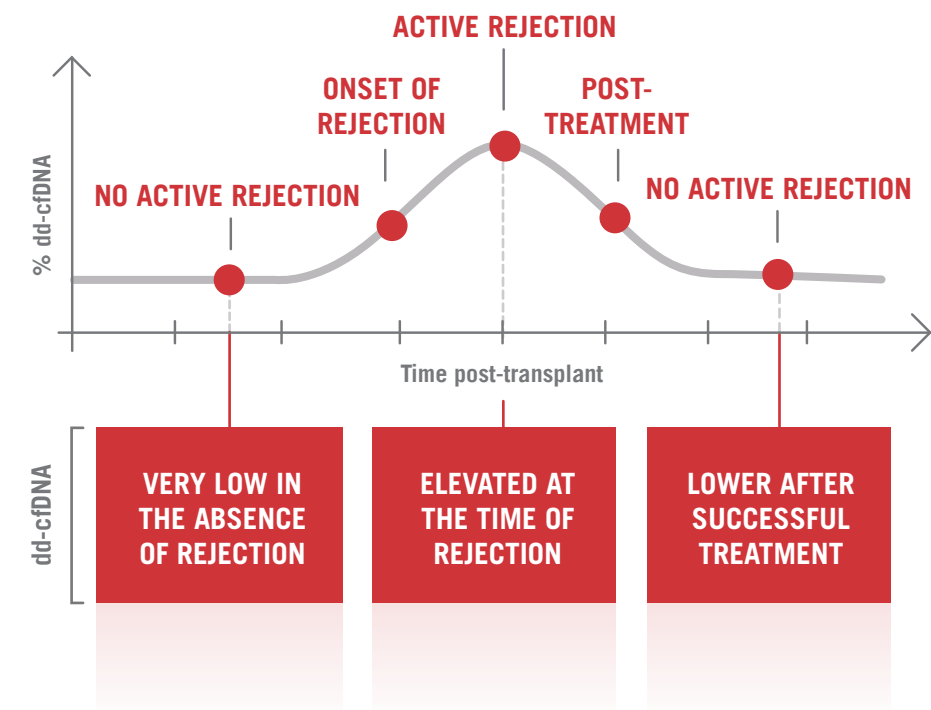 ACTIVE REJECTION
ONSET OF
REJECTION
POST-
TREATMENT
NO ACTIVE REJECTION
NO ACTIVE REJECTION
% dd-cfDNA
Time post-transplant
dd-cfDNA
VERY LOW IN
THE ABSENCE
OF REJECTION
ELEVATED AT
THE TIME OF
REJECTION
LOWER AFTER
SUCCESSFUL
TREATMENT